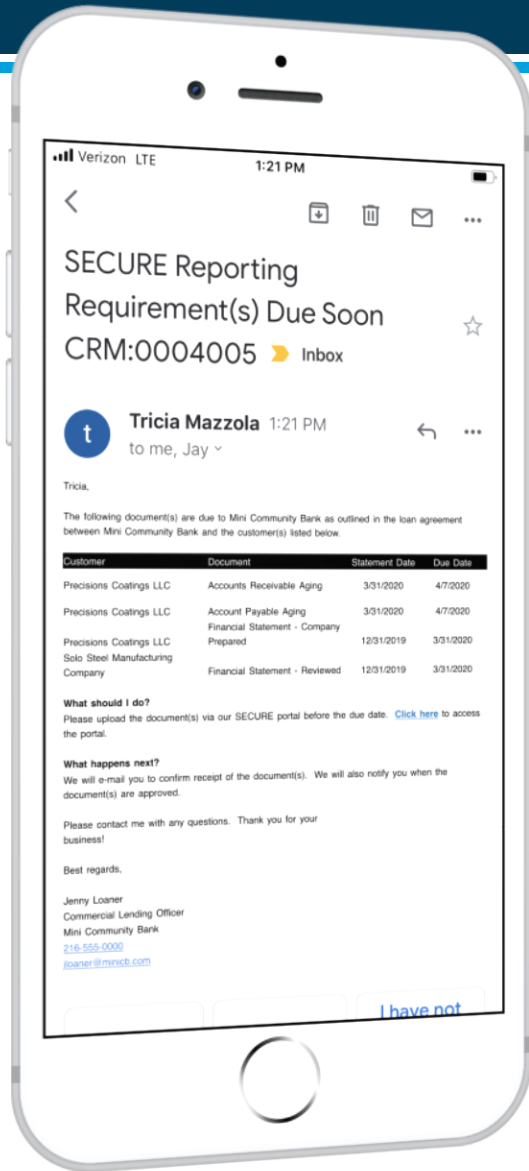 Verizon LTE 1:21 PM
SECURE Reporting
Requirement(s) Due Soon
CRM:0004005 Inbox
t
Tricia Mazzola 1:21 PM
to me, Jay
Tricia,
The following document(s) are due to Mini Community Bank as outlined in the loan agreement
between Mini Community Bank and the customer(s) listed below.
Customer Document Statement Date Due Date
Precisions Coatings LLC Accounts Receivable Aging 3/31/2020 4/7/2020
Precisions Coatings LLC Account Payable Aging 3/31/2020 4/7/2020
Financial Statement - Company
Precisions Coatings LLC Prepared 12/31/2019 3/31/2020
Solo Steel Manufacturing
Company Financial Statement - Reviewed 12/31/2019 3/31/2020
What should I do?
Please upload the document(s) via our SECURE portal before the due date. Click here to access
the portal.
What happens next?
We will e-mail you to confirm receipt of the document(s). We will also notify you when the
document(s) are approved.
Please contact me with any questions. Thank you for your
business!
Best regards,
Jenny Loaner
Commercial Lending Officer
Mini Community Bank
216-555-0000
jloaner@minicb.com
I have not